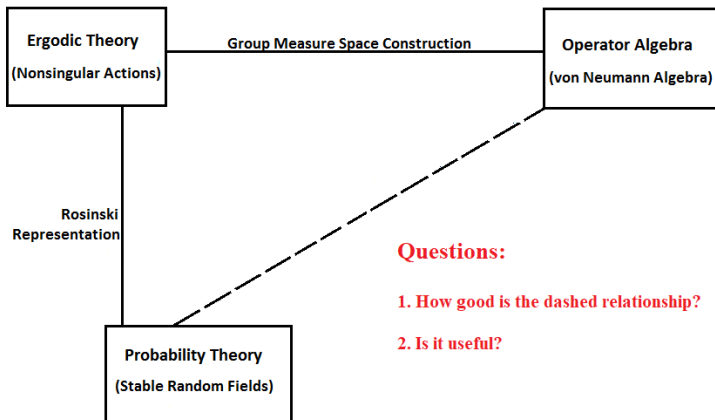 Ergodic Theory
(Nonsingular Actions)
Group Measure Space Construction
Operator Algebra
(von Neumann Algebra)
Rosinski
Representation
Questions:
1. How good is the dashed relationship?
2. Is it useful?
Probability Theory
(Stable Random Fields)